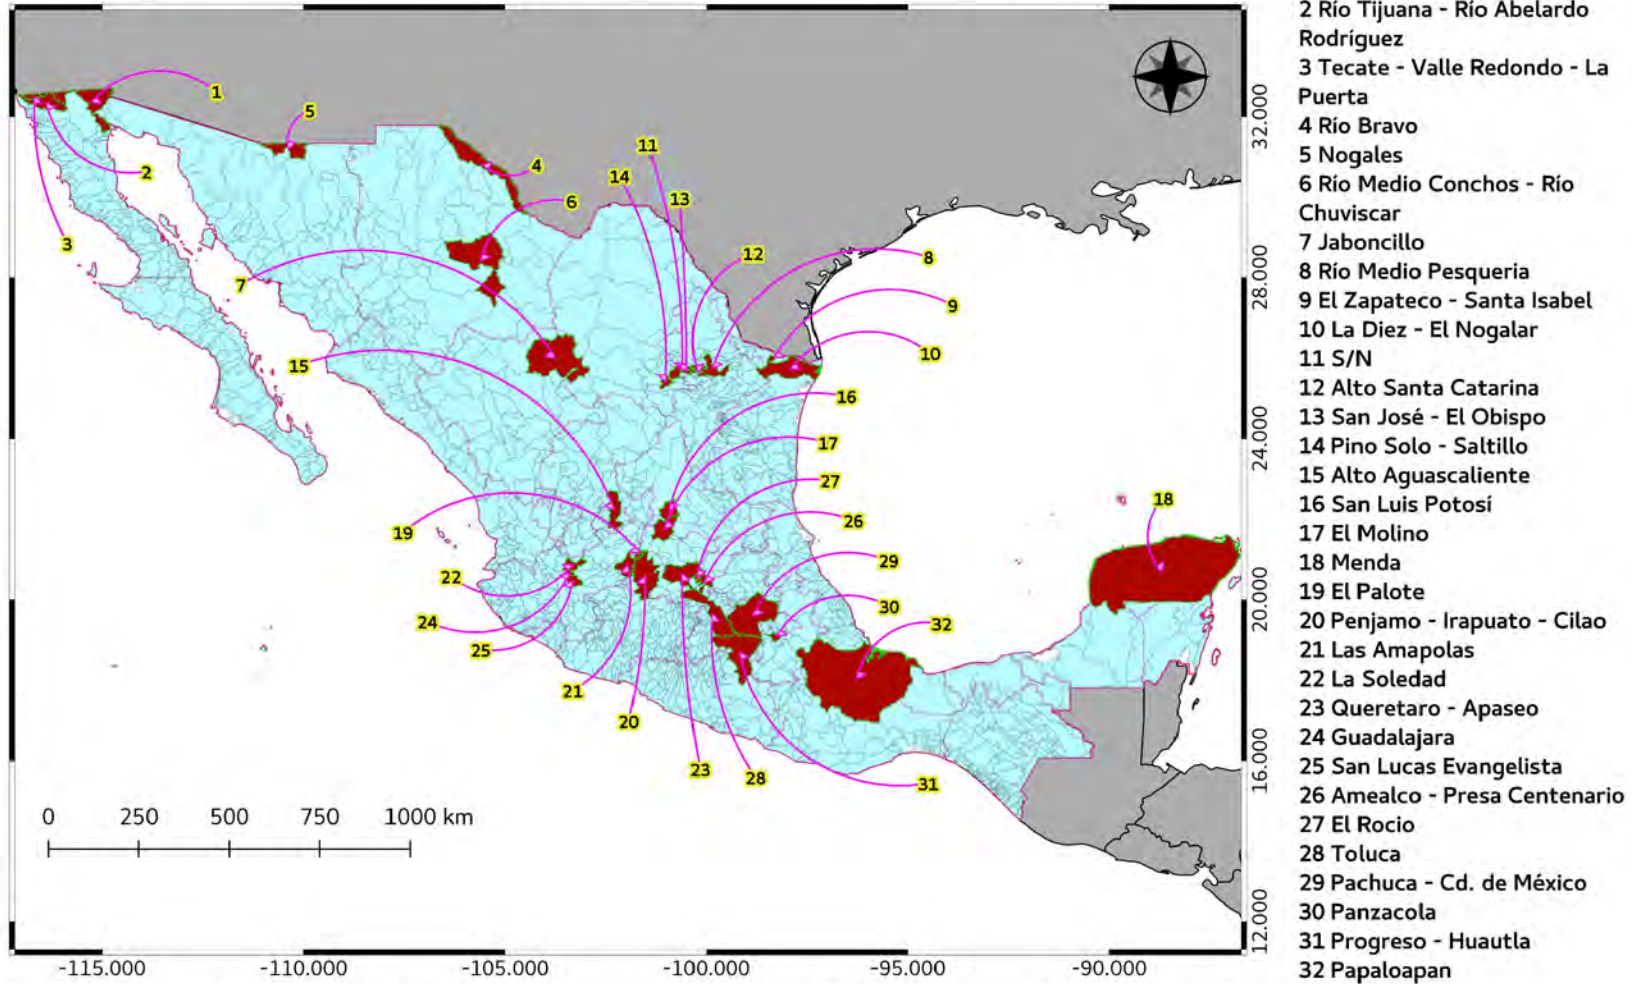 2 Río Tijuana - Río Abelardo
Rodríguez
3 Tecate - Valle Redondo - La
Puerta
4 Río Bravo
5 Nogales
6 Río Medio Conchos - Río
Chuviscar
7 Jaboncillo
8 Río Medio Pesqueria
9 El Zapateco - Santa Isabel
10 La Diez - El Nogalar
11 S/N
12 Alto Santa Catarina
13 San José - El Obispo
14 Pino Solo - Saltillo
15 Alto Aguascaliente
16 San Luis Potosí
17 El Molino
18 Menda
19 El Palote
20 Penjamo - Irapuato - Cilao
21 Las Amapolas
22 La Soledad
23 Queretaro - Apaseo
24 Guadalajara
25 San Lucas Evangelista
26 Amealco - Presa Centenario
27 El Rocio
28 Toluca
29 Pachuca - Cd. de México
30 Panzacola
31 Progreso - Huautla
32 Papaloapan
1
5
2
3
4
6
7
11
14
13
12
8
9
10
15
16
17
27
26
19
18
22
29
30
24
32
25
21
20
23
28
31
0 250 500 750 1000 km
32.000
28.000
24.000
20.000
16.000
12.000
-115.000 -110.000 -105.000 -100.000 -95.000 -90.000